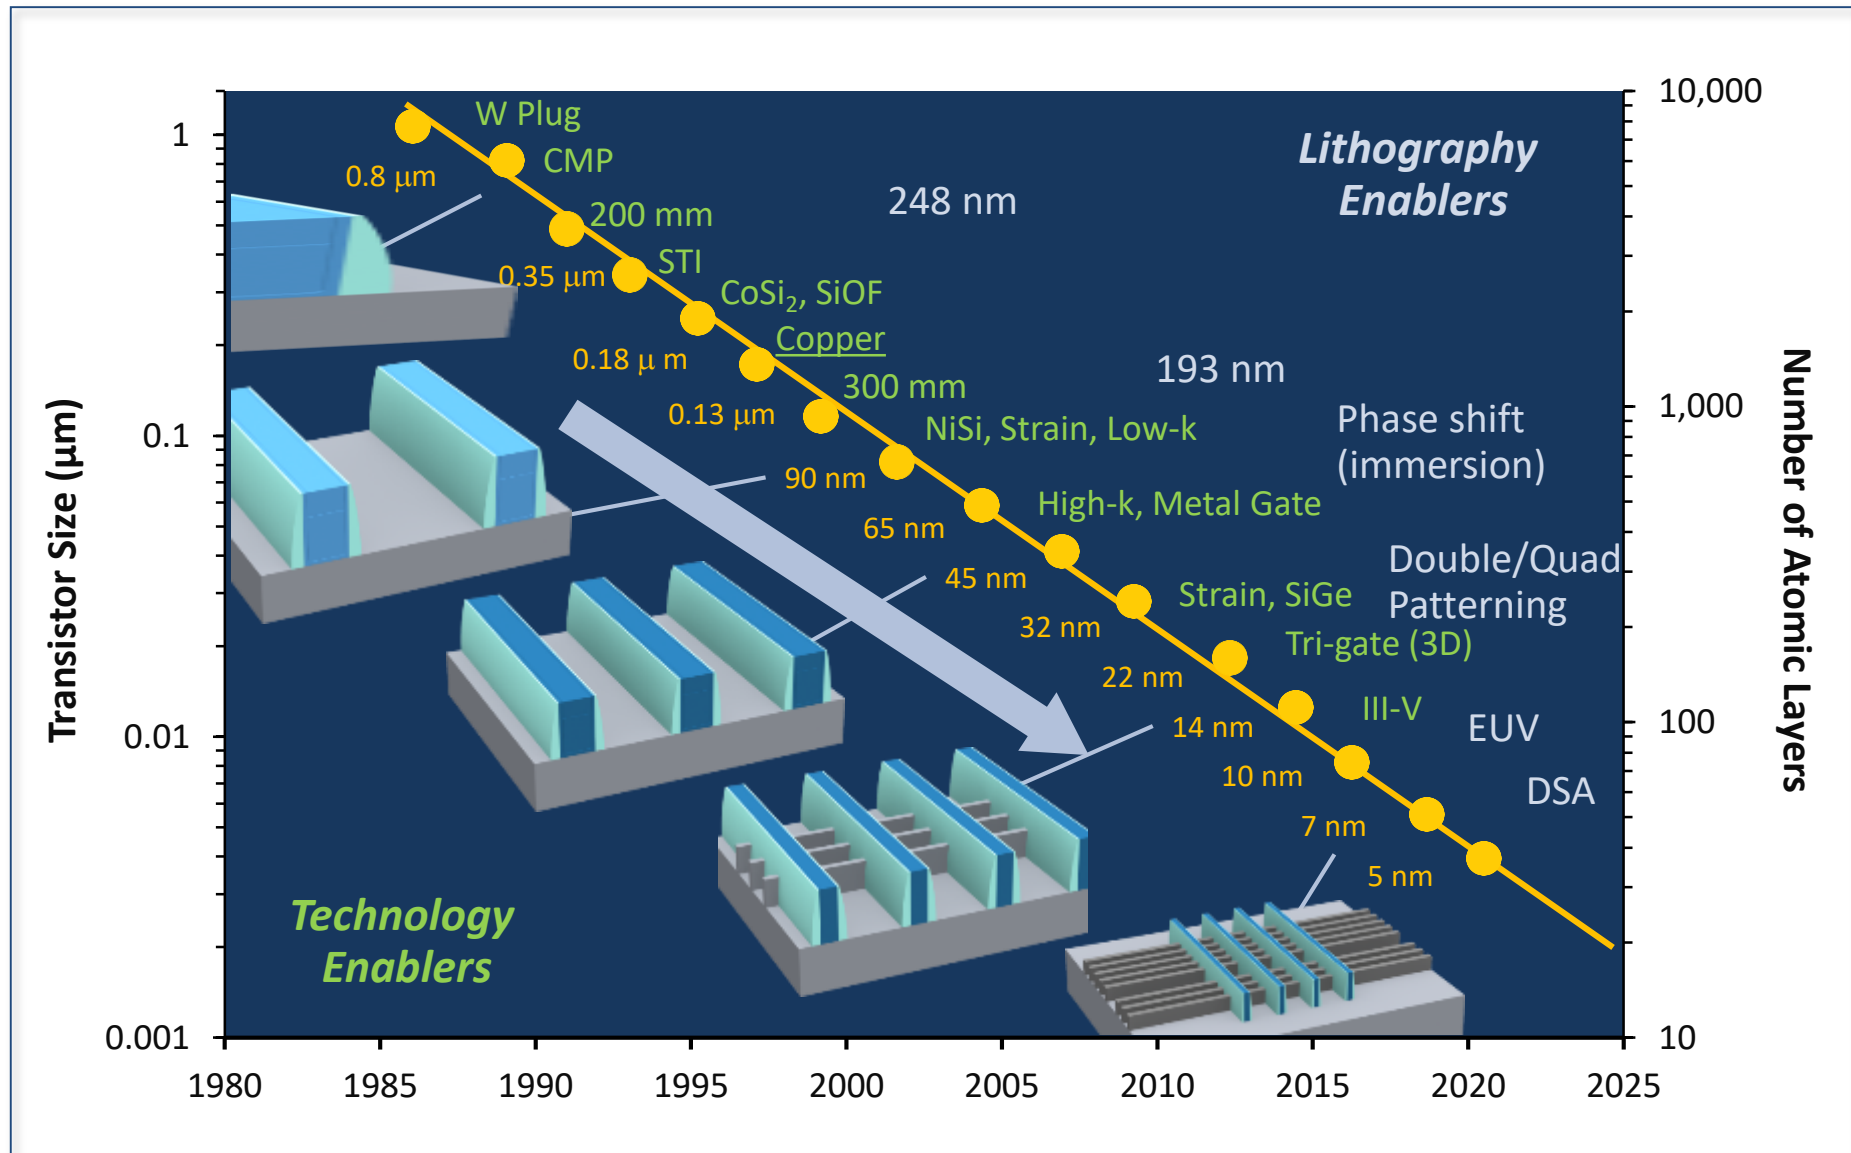 10,000
W Plug
1
Lithography
Enablers
CMP
0.8 μm
248 nm
200 mm
STI
0.35 μm
CoSi₂, SiOF
Copper
0.18 μ m
193 nm
300 mm
0.13 μm
Phase shift
(immersion)
1,000
NiSi, Strain, Low-k
0.1
90 nm
High-k, Metal Gate
65 nm
Double/Quad
Patterning
45 nm
Strain, SiGe
32 nm
Tri-gate (3D)
22 nm
III-V
14 nm
EUV
100
0.01
10 nm
DSA
7 nm
5 nm
Technology
Enablers
0.001
10
1980 1985 1990 1995 2000 2005 2010 2015 2020 2025
Transistor Size (μm)
Number of Atomic Layers